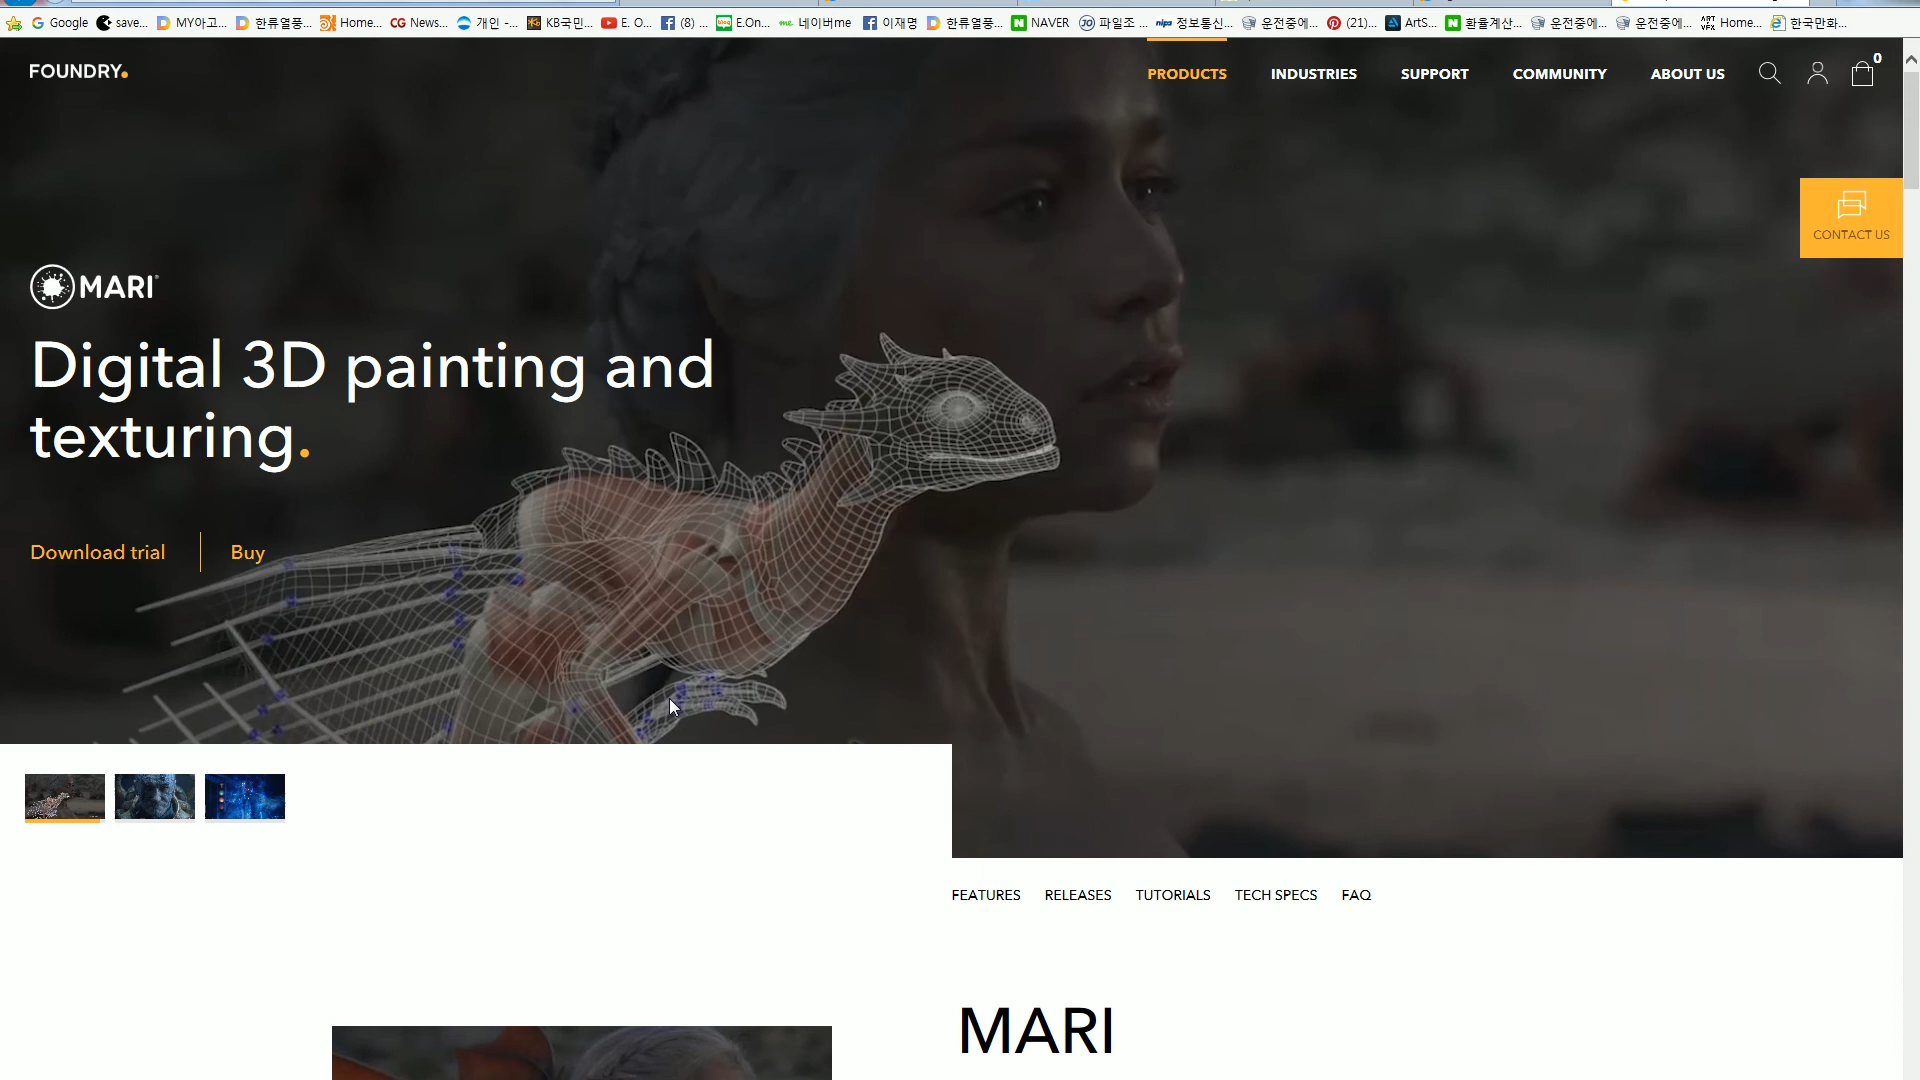 Google save... MY아고... 한류열풍... Home... CG News... 개인 -... KB국민... E. O... (8) ... E.On... 네이버me 이재명 한류열풍... NAVER 파일조 ... 정보통신... 운전중에... (21)... ArtS... 환율계산... 운전중에... 운전중에... Home... 한국만화...
FOUNDRY.
PRODUCTS INDUSTRIES SUPPORT COMMUNITY ABOUT US 0
CONTACT US
MARI®
Digital 3D painting and
texturing.
Download trial Buy
FEATURES RELEASES TUTORIALS TECH SPECS FAQ
MARI